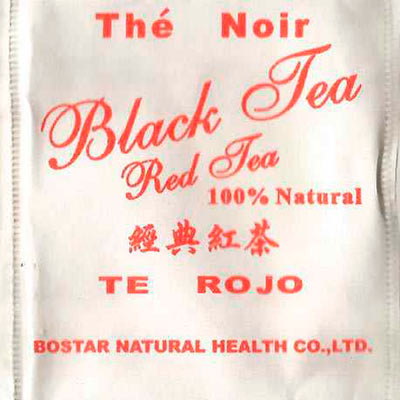 Thé Noir
Black Tea
Red Tea
100% Natural
經典紅茶
TE ROJO
BOSTAR NATURAL HEALTH CO.,LTD.